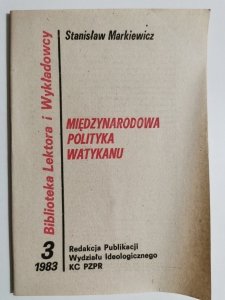 Stanisław Markiewicz
Biblioteka Lektora i Wykładowcy
MIĘDZYNARODOWA
POLITYKA
WATYKANU
3
1983
Redakcja Publikacji
Wydziału Ideologicznego
KC PZPR